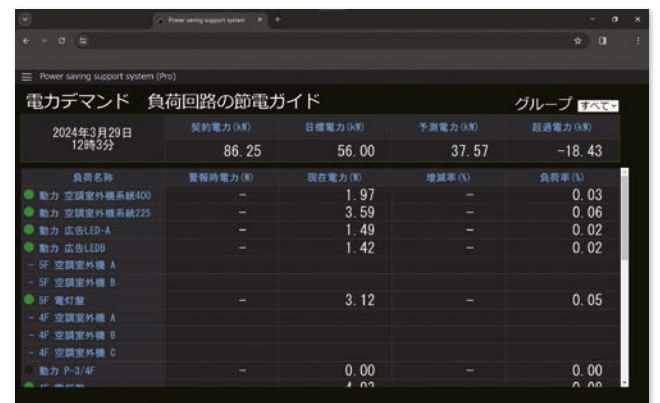 Power saving support system
Power saving support system (Pro)
電力デマンド 負荷回路の節電ガイド
グループ すべて
2024年3月29日
12時3分
契約電力(kW) 目標電力(kW) 予測電力(kW) 超過電力(kW)
86.25 56.00 37.57 -18.43
負荷名称 警報時電力(W) 現在電力(W) 増減率(%) 負荷率(%)
動力 空調室外機系統400 - 1.97 - 0.03
動力 空調室外機系統225 - 3.59 - 0.06
動力 広告LED-A - 1.49 - 0.02
動力 広告LEDB - 1.42 - 0.02
- 5F 空調室外機 A
- 5F 空調室外機 B
5F 電灯盤 - 3.12 - 0.05
- 4F 空調室外機 A
- 4F 空調室外機 B
- 4F 空調室外機 C
動力 P-3/4F - 0.00 - 0.00